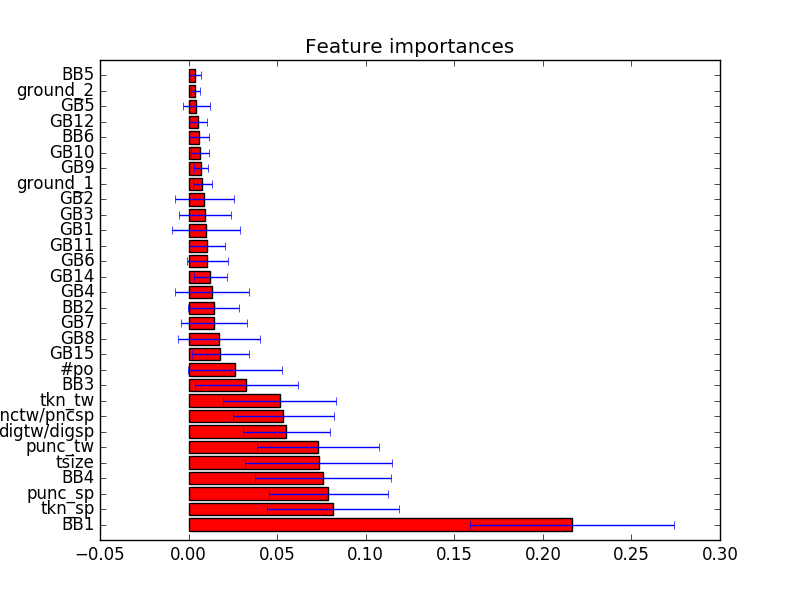 Feature importances
BB5
ground_2
GB5
GB12
BB6
GB10
GB9
ground_1
GB2
GB3
GB1
GB11
GB6
GB14
GB4
BB2
GB7
GB8
GB15
#po
BB3
tkn_tw
nctw/pncsp
digtw/digsp
punc_tw
tsize
BB4
punc_sp
tkn_sp
BB1
−0.05 0.00 0.05 0.10 0.15 0.20 0.25 0.30